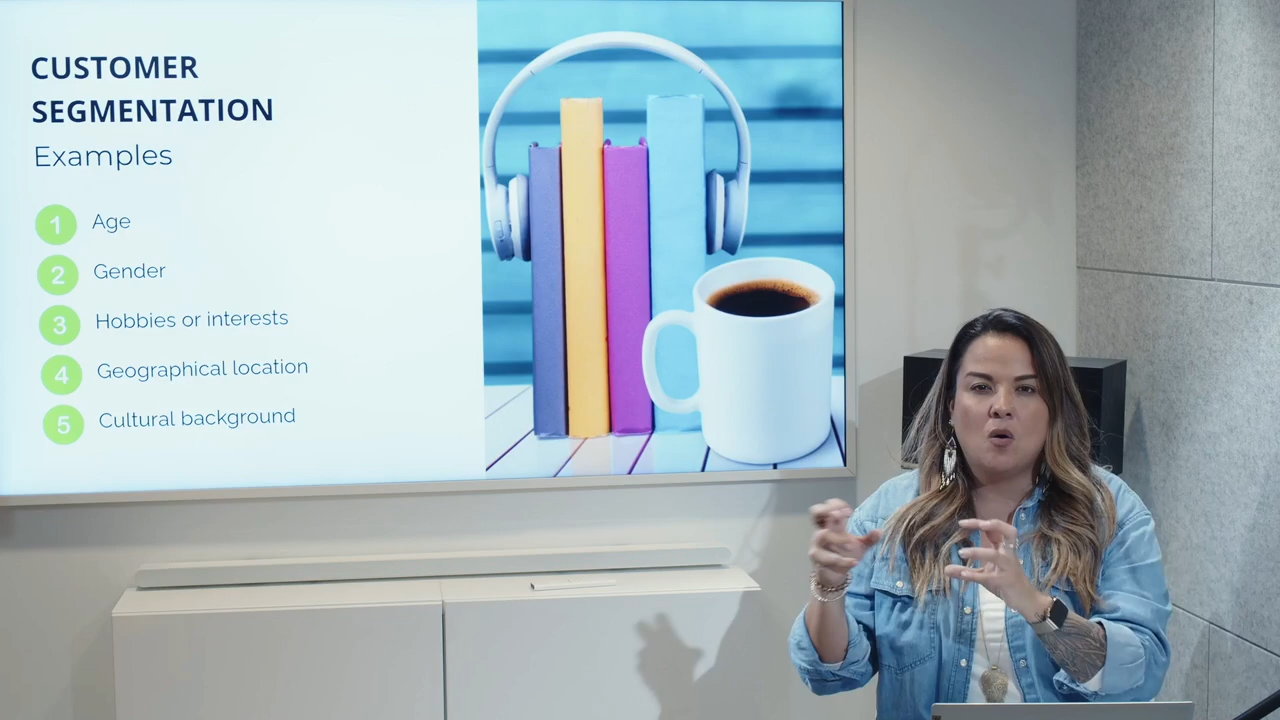 CUSTOMER
SEGMENTATION
Examples
1 Age
2 Gender
3 Hobbies or interests
4 Geographical location
5 Cultural background